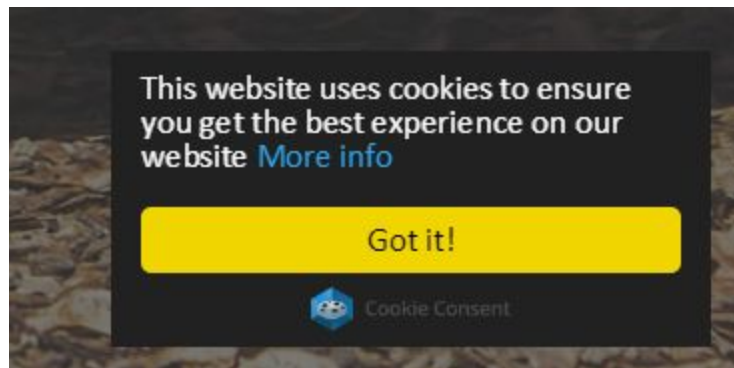 This website uses cookies to ensure
you get the best experience on our
website More info
Got it!
Cookie Consent